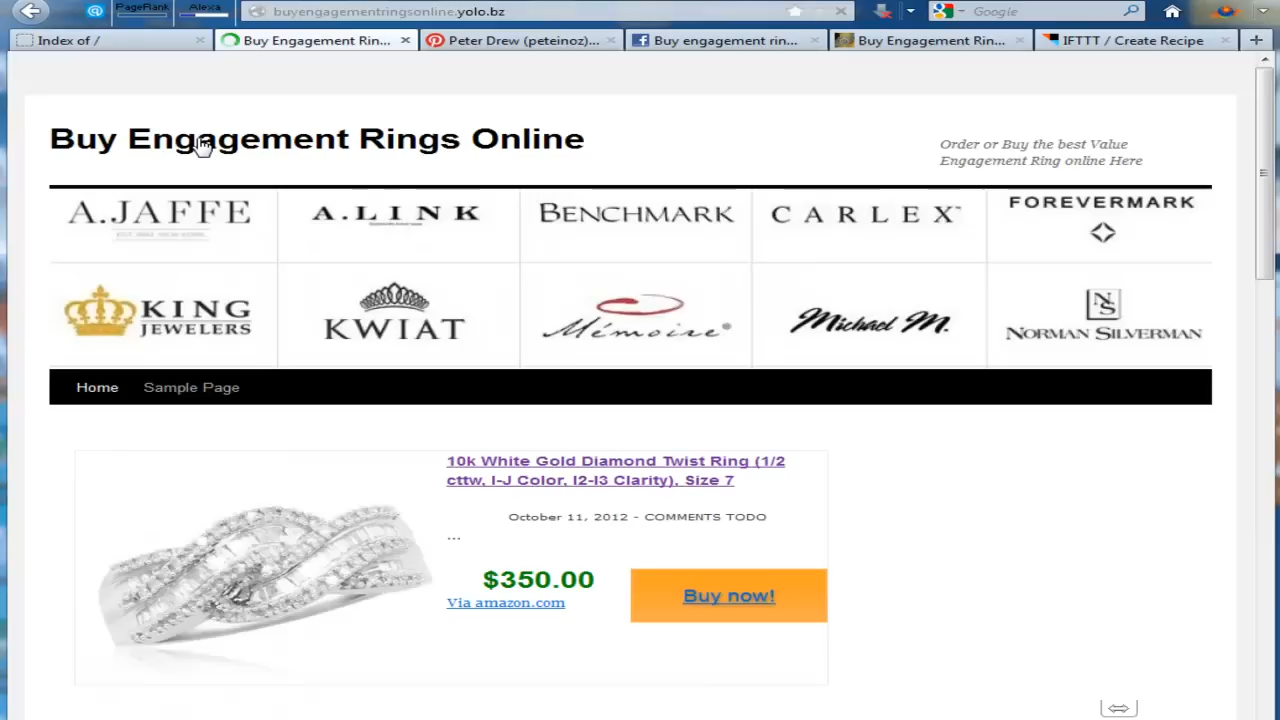 PageRank
Alexa
buyengagementringsonline.yolo.bz
Google
Index of /
Buy Engagement Rin...
Peter Drew (peteinoz)...
Buy engagement rin...
Buy Engagement Rin...
IFTTT / Create Recipe
Buy Engagement Rings Online
Order or Buy the best Value
Engagement Ring online Here
A.JAFFE
A.LINK
BENCHMARK
CARLEX
FOREVERMARK
KING
JEWELERS
KWIAT
Mémoire®
Michael M.
NS
NORMAN SILVERMAN
Home
Sample Page
10k White Gold Diamond Twist Ring (1/2
cttw, I-J Color, I2-I3 Clarity), Size 7
October 11, 2012 - COMMENTS TODO
...
$350.00
Via amazon.com
Buy now!